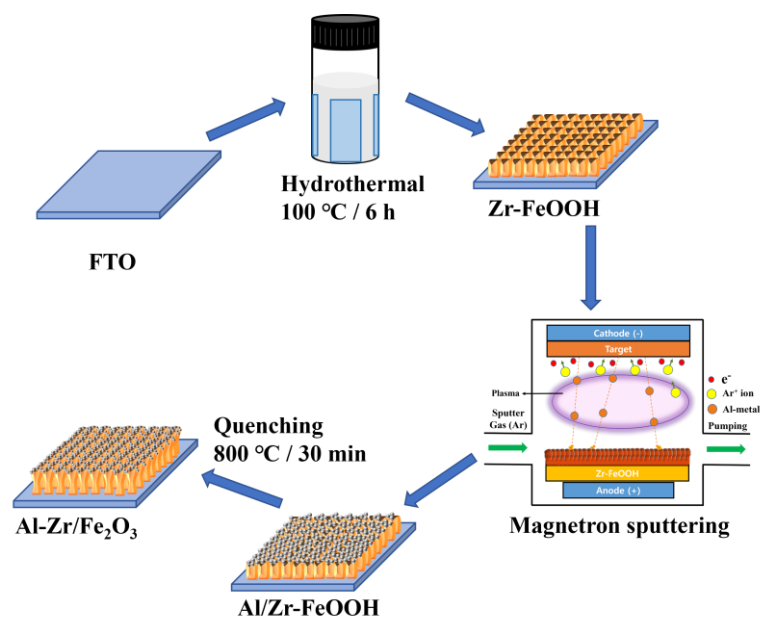 FTO
Hydrothermal
100 °C / 6 h
Zr-FeOOH
Cathode (-)
Target
e⁻
Ar⁺ ion
Al-metal
Plasma
Sputter
Gas (Ar)
Pumping
Zr-FeOOH
Anode (+)
Magnetron sputtering
Al/Zr-FeOOH
Quenching
800 °C / 30 min
Al-Zr/Fe₂O₃